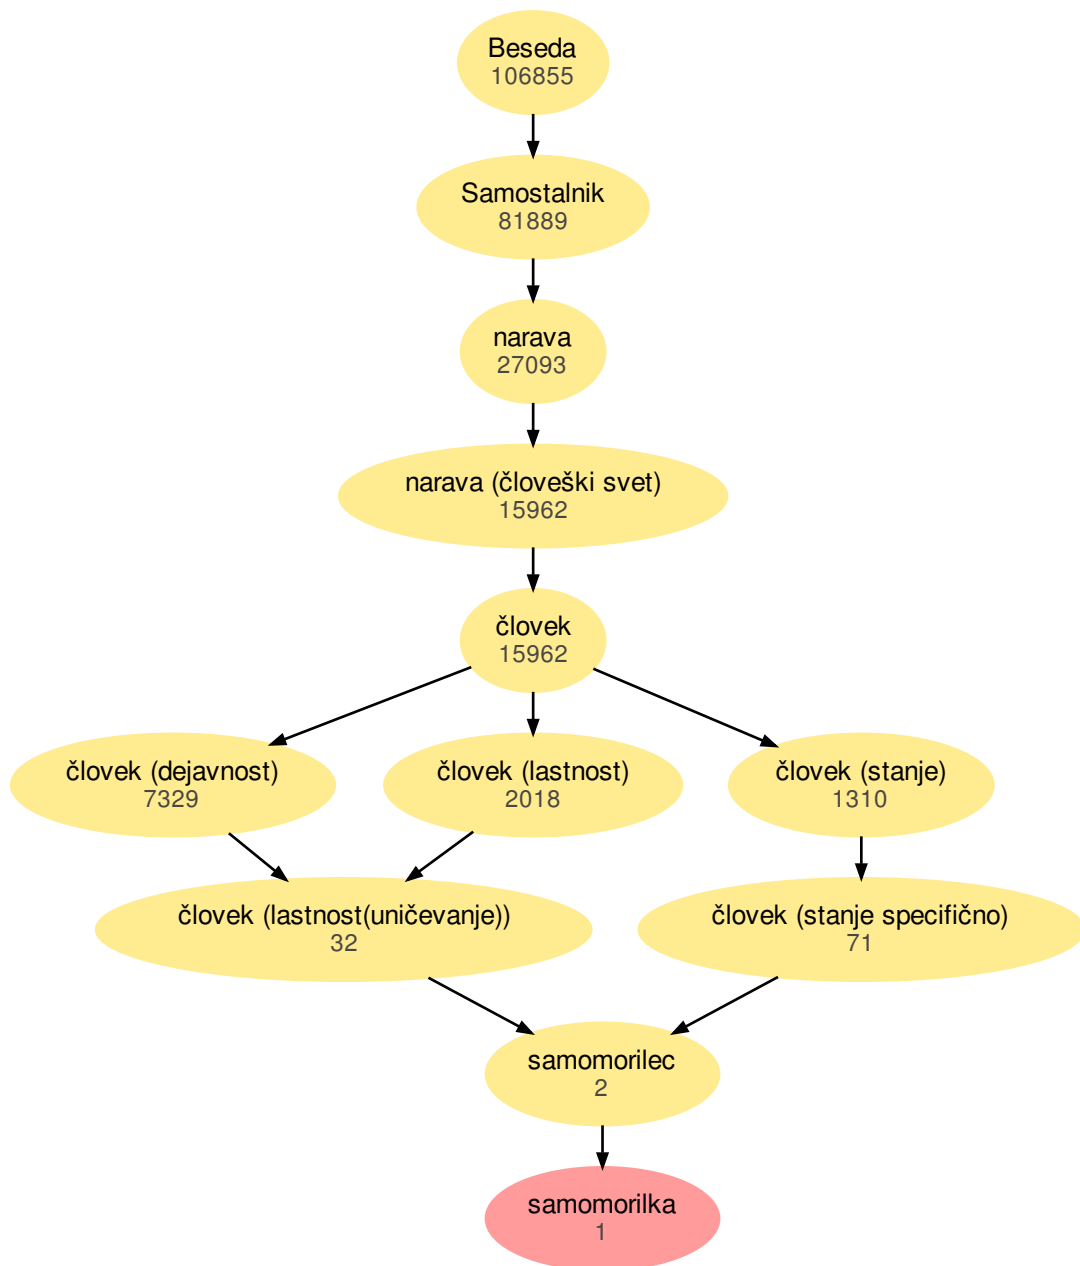 Beseda
106855
Samostalnik
81889
narava
27093
narava (človeški svet)
15962
človek
15962
človek (dejavnost)
7329
človek (lastnost)
2018
človek (stanje)
1310
človek (lastnost(uničevanje))
32
človek (stanje specifično)
71
samomorilec
2
samomorilka
1